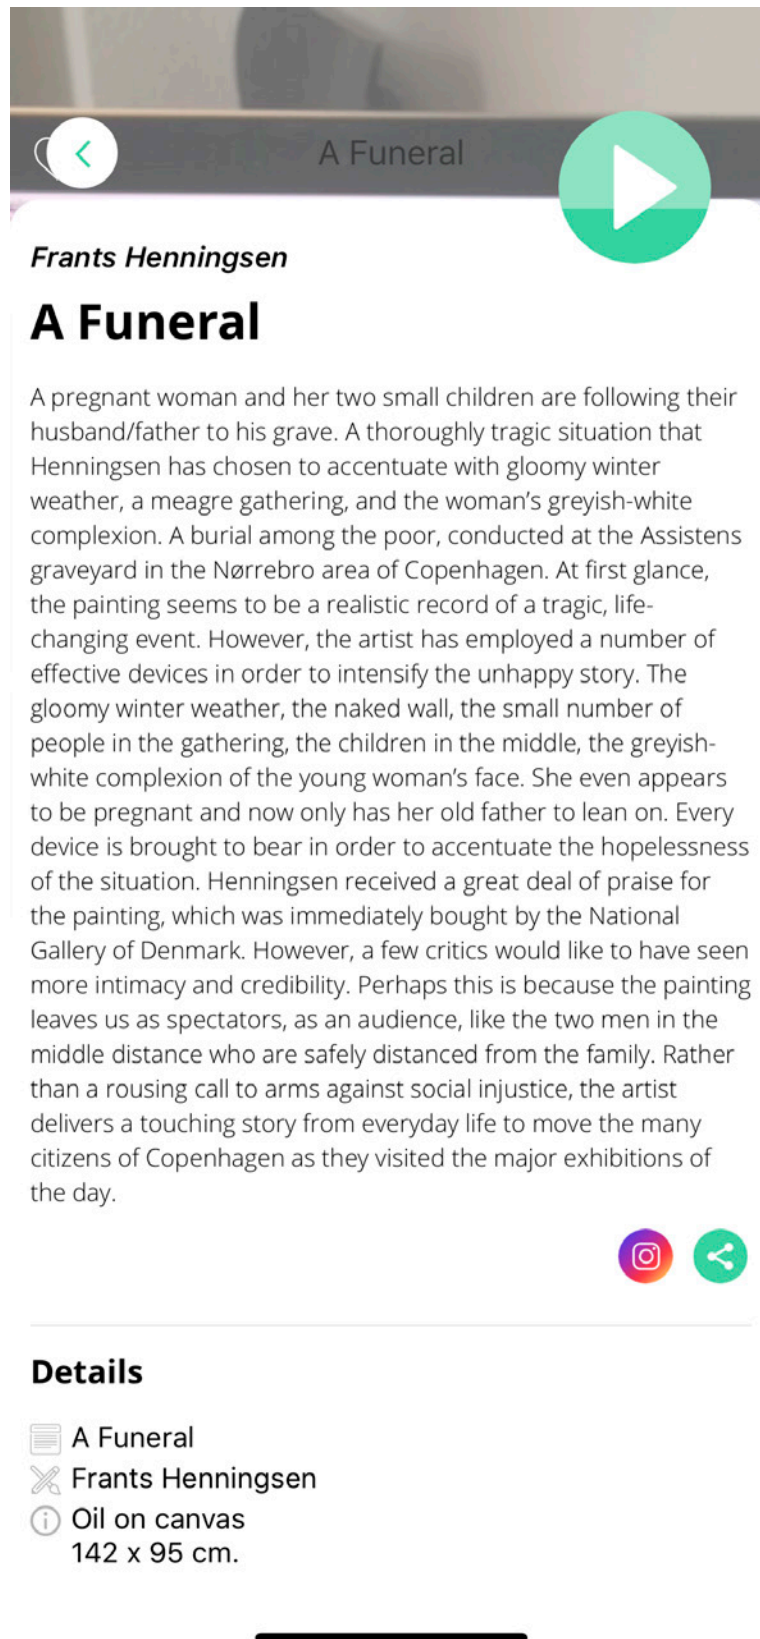 A Funeral
Frants Henningsen
A Funeral
A pregnant woman and her two small children are following their
husband/father to his grave. A thoroughly tragic situation that
Henningsen has chosen to accentuate with gloomy winter
weather, a meagre gathering, and the woman’s greyish-white
complexion. A burial among the poor, conducted at the Assistens
graveyard in the Nørrebro area of Copenhagen. At first glance,
the painting seems to be a realistic record of a tragic, life-
changing event. However, the artist has employed a number of
effective devices in order to intensify the unhappy story. The
gloomy winter weather, the naked wall, the small number of
people in the gathering, the children in the middle, the greyish-
white complexion of the young woman’s face. She even appears
to be pregnant and now only has her old father to lean on. Every
device is brought to bear in order to accentuate the hopelessness
of the situation. Henningsen received a great deal of praise for
the painting, which was immediately bought by the National
Gallery of Denmark. However, a few critics would like to have seen
more intimacy and credibility. Perhaps this is because the painting
leaves us as spectators, as an audience, like the two men in the
middle distance who are safely distanced from the family. Rather
than a rousing call to arms against social injustice, the artist
delivers a touching story from everyday life to move the many
citizens of Copenhagen as they visited the major exhibitions of
the day.
Details
A Funeral
Frants Henningsen
Oil on canvas
142 x 95 cm.